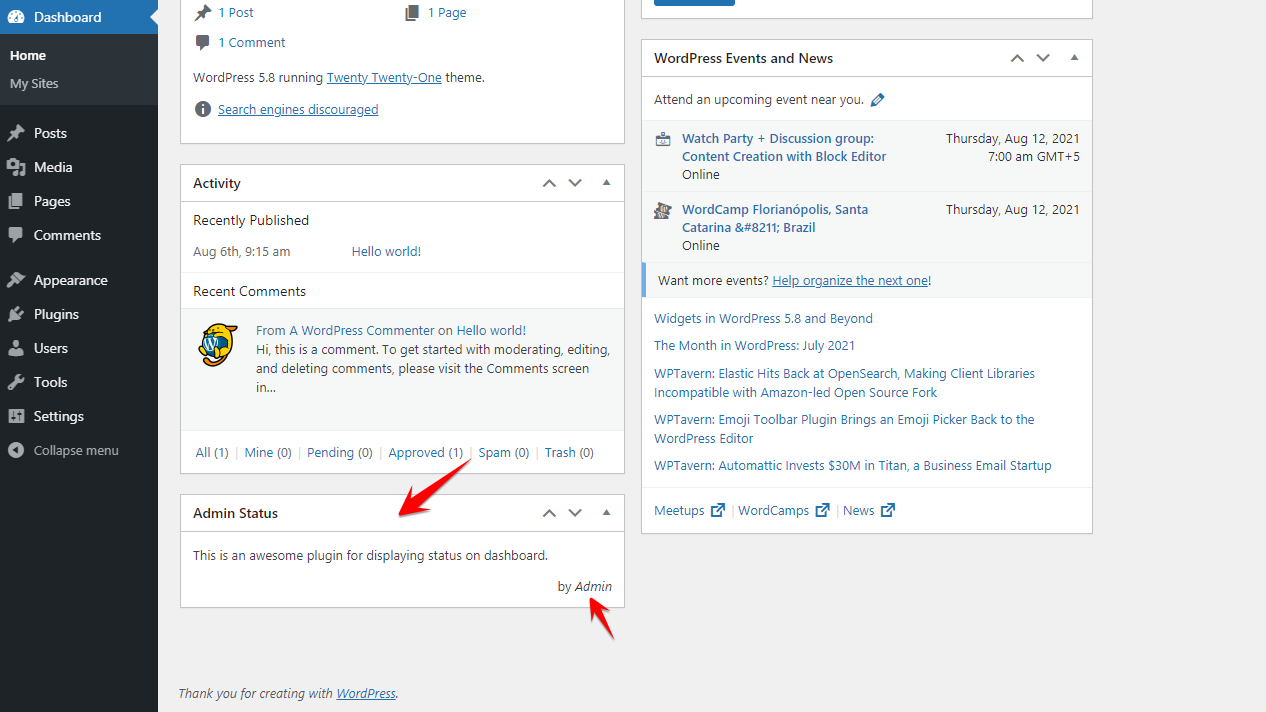 Dashboard
Home
My Sites
Posts
Media
Pages
Comments
Appearance
Plugins
Users
Tools
Settings
Collapse menu
1 Post
1 Page
1 Comment
WordPress 5.8 running Twenty Twenty-One theme.
Search engines discouraged
Activity
Recently Published
Aug 6th, 9:15 am Hello world!
Recent Comments
From A WordPress Commenter on Hello world!
Hi, this is a comment. To get started with moderating, editing,
and deleting comments, please visit the Comments screen
in...
All (1) | Mine (0) | Pending (0) | Approved (1) | Spam (0) | Trash (0)
Admin Status
This is an awesome plugin for displaying status on dashboard.
by Admin
WordPress Events and News
Attend an upcoming event near you.
Watch Party + Discussion group: Thursday, Aug 12, 2021
Content Creation with Block Editor 7:00 am GMT+5
Online
WordCamp Florianópolis, Santa Thursday, Aug 12, 2021
Catarina &#8211; Brazil
Online
Want more events? Help organize the next one!
Widgets in WordPress 5.8 and Beyond
The Month in WordPress: July 2021
WPTavern: Elastic Hits Back at OpenSearch, Making Client Libraries
Incompatible with Amazon-led Open Source Fork
WPTavern: Emoji Toolbar Plugin Brings an Emoji Picker Back to the
WordPress Editor
WPTavern: Automattic Invests $30M in Titan, a Business Email Startup
Meetups | WordCamps | News
Thank you for creating with WordPress.